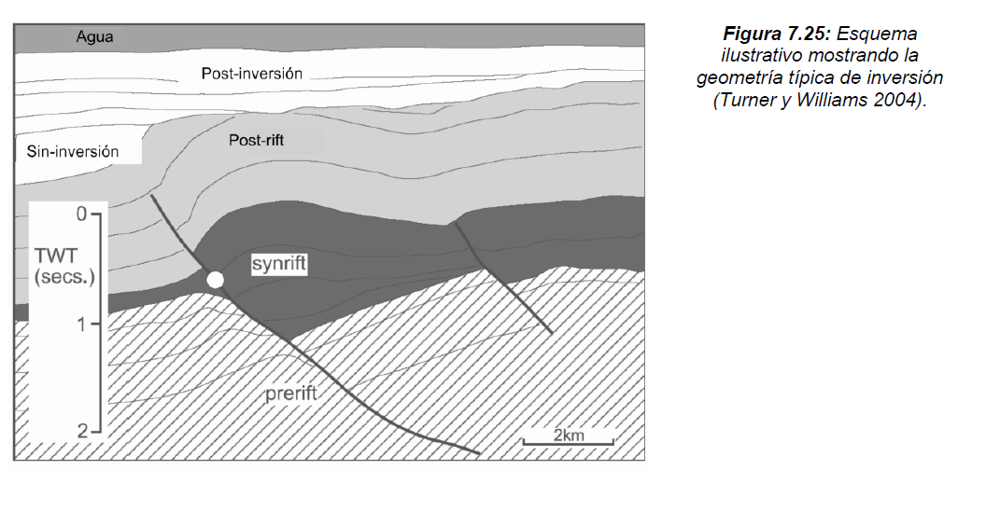 Agua
Post-inversión
Sin-inversión
Post-rift
0
TWT
(secs.)
synrift
1
prerift
2
2km
Figura 7.25: Esquema
ilustrativo mostrando la
geometría típica de inversión
(Turner y Williams 2004).